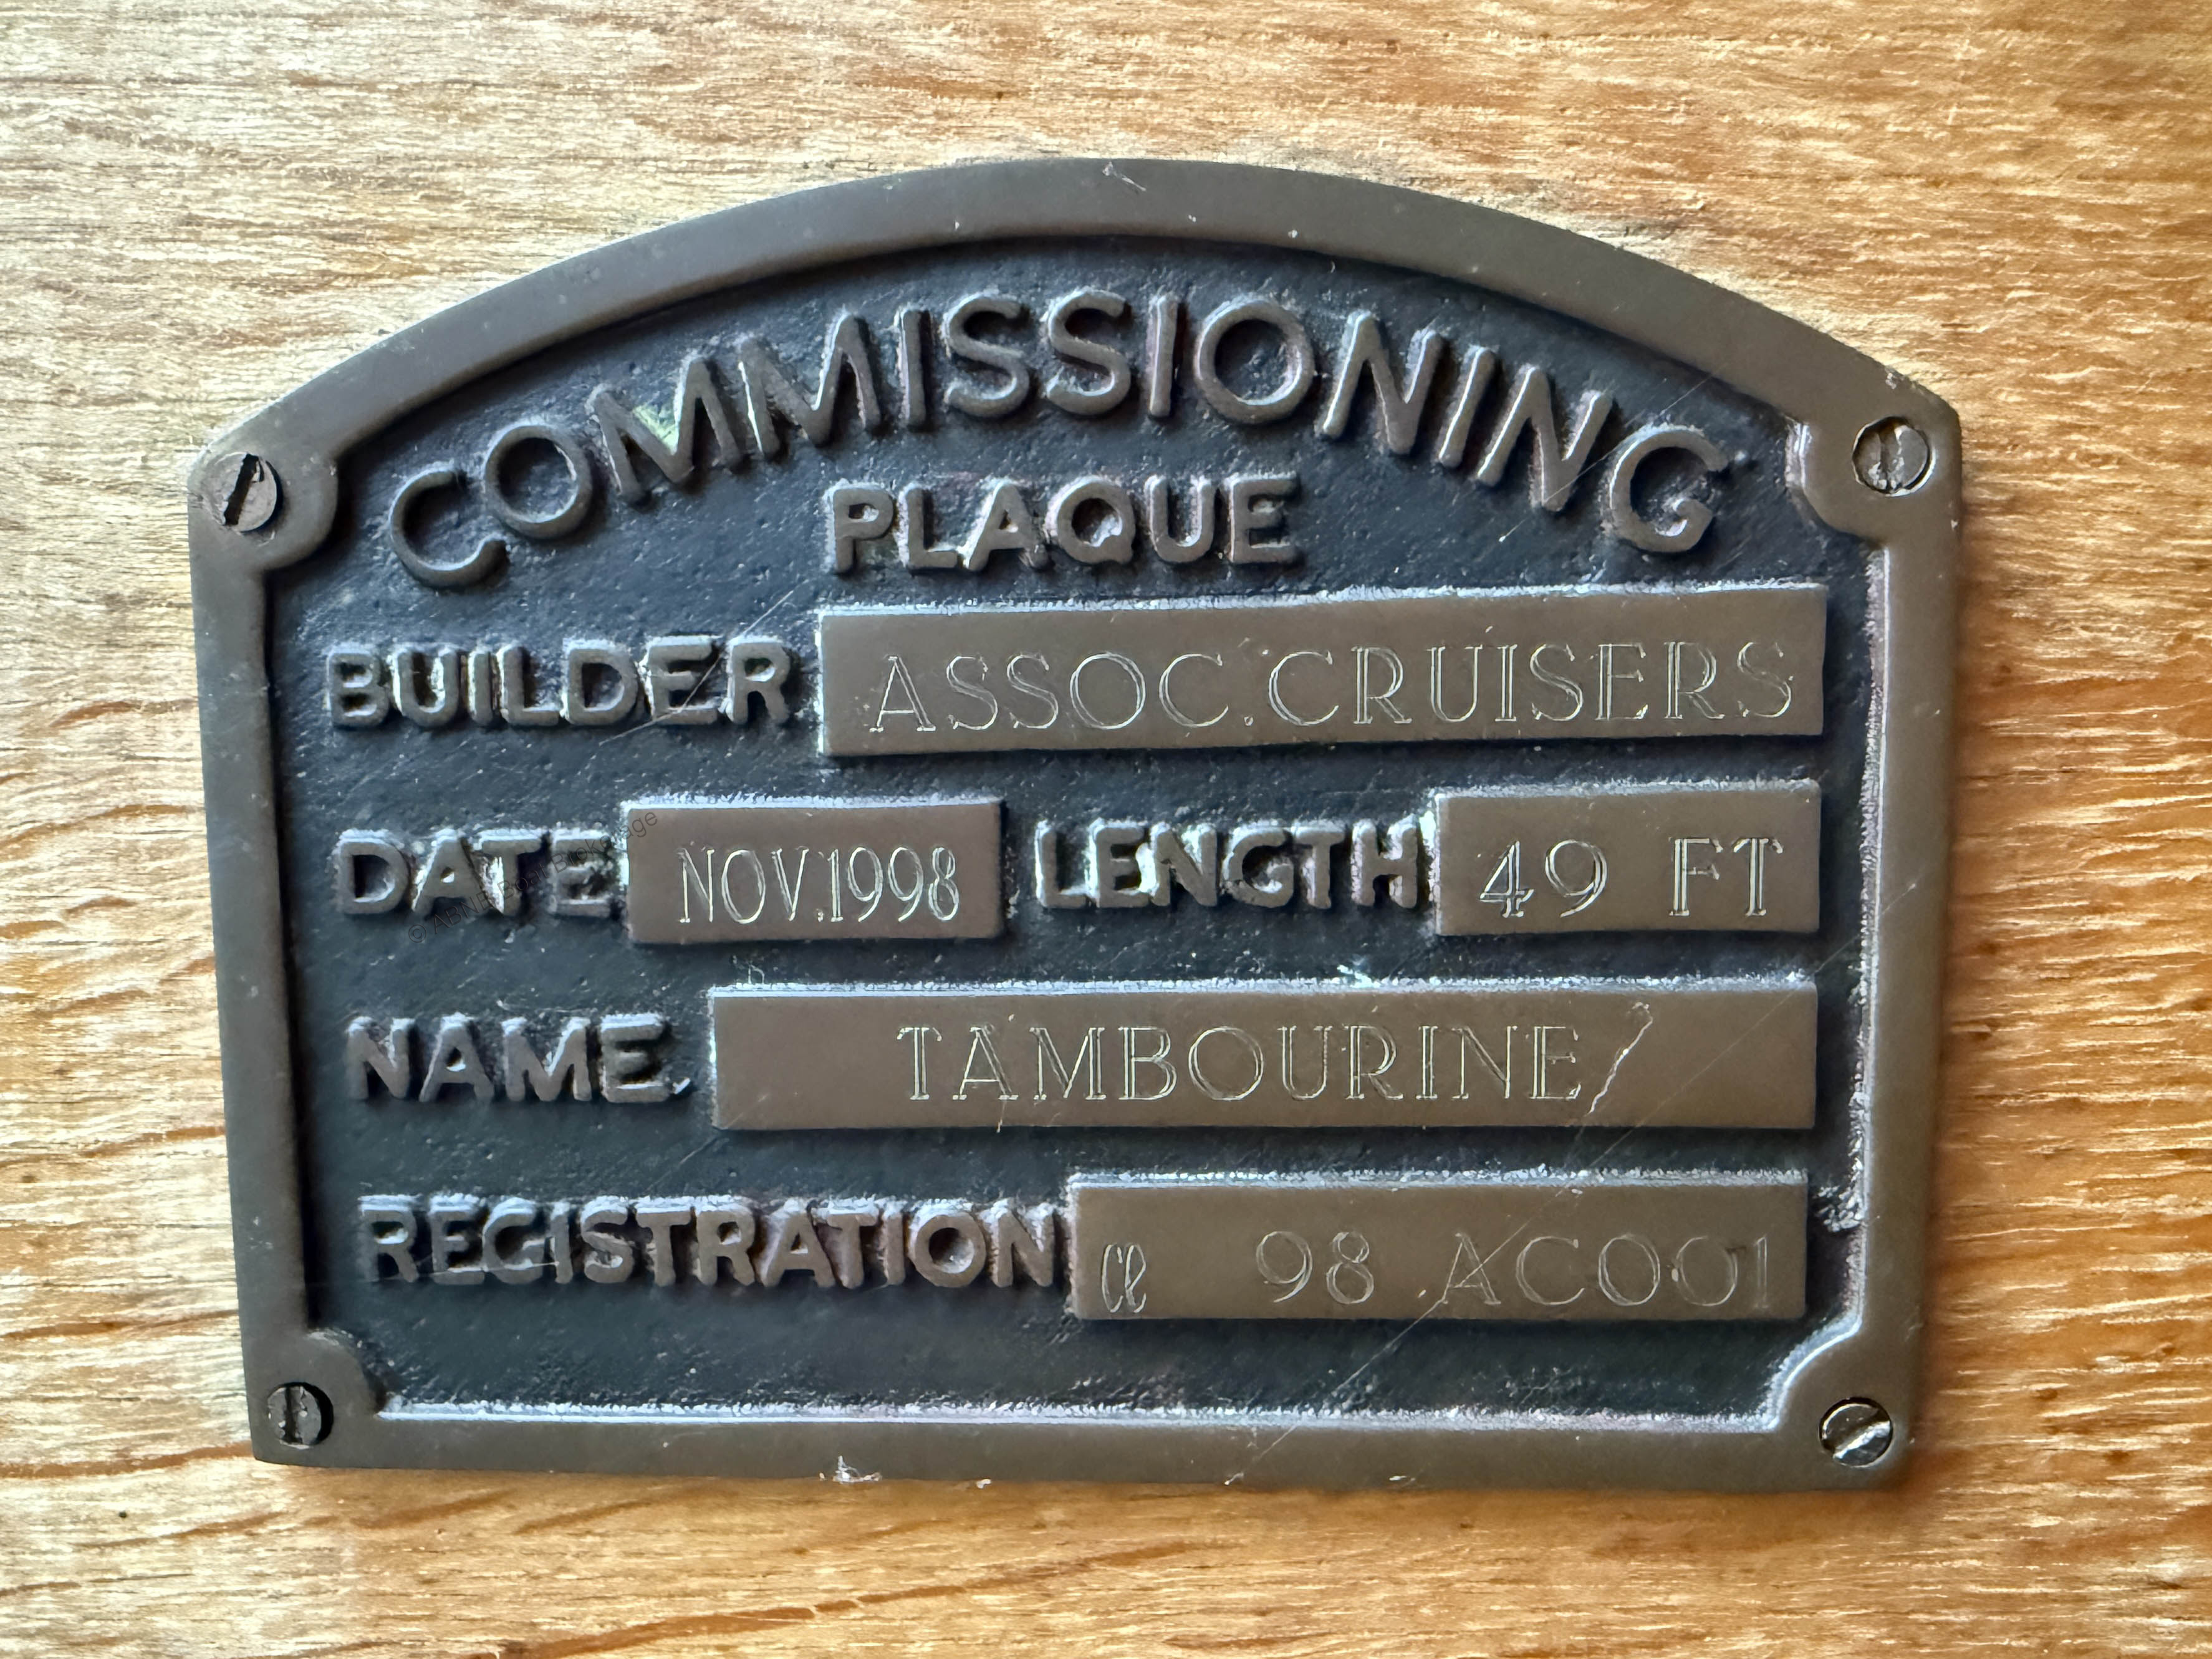 COMMISSIONING
PLAQUE
BUILDER ASSOC.CRUISERS
DATE NOV.1998 LENGTH 49 FT
NAME TAMBOURINE
REGISTRATION 98 AC001